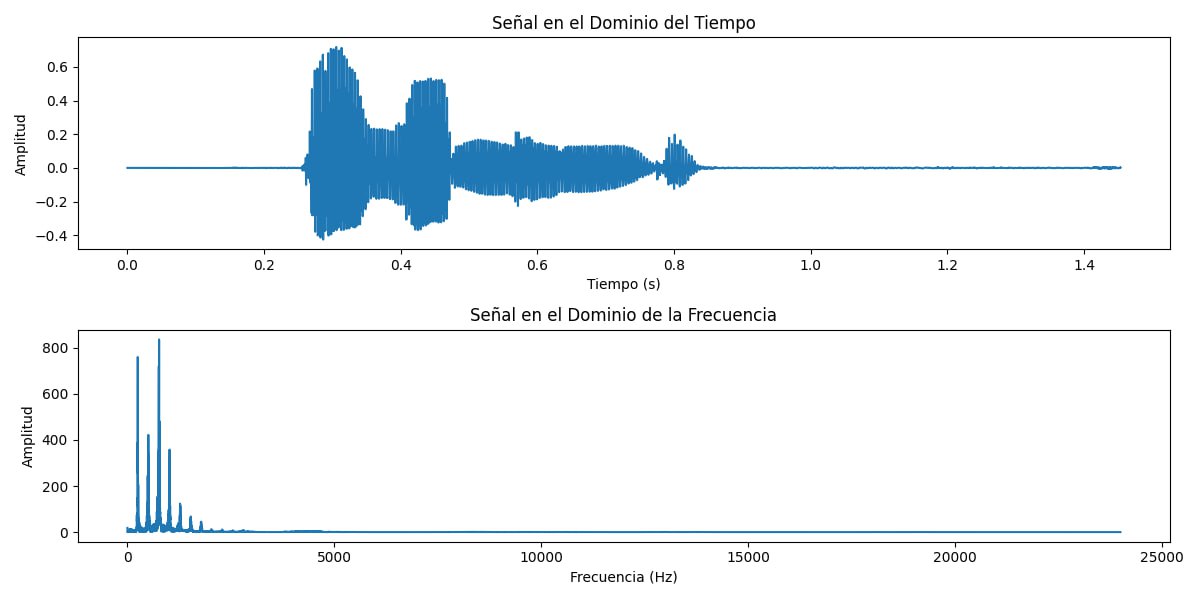 Señal en el Dominio del Tiempo
Amplitud
0.6
0.4
0.2
0.0
−0.2
−0.4
0.0 0.2 0.4 0.6 0.8 1.0 1.2 1.4
Tiempo (s)
Señal en el Dominio de la Frecuencia
Amplitud
800
600
400
200
0
0 5000 10000 15000 20000 25000
Frecuencia (Hz)